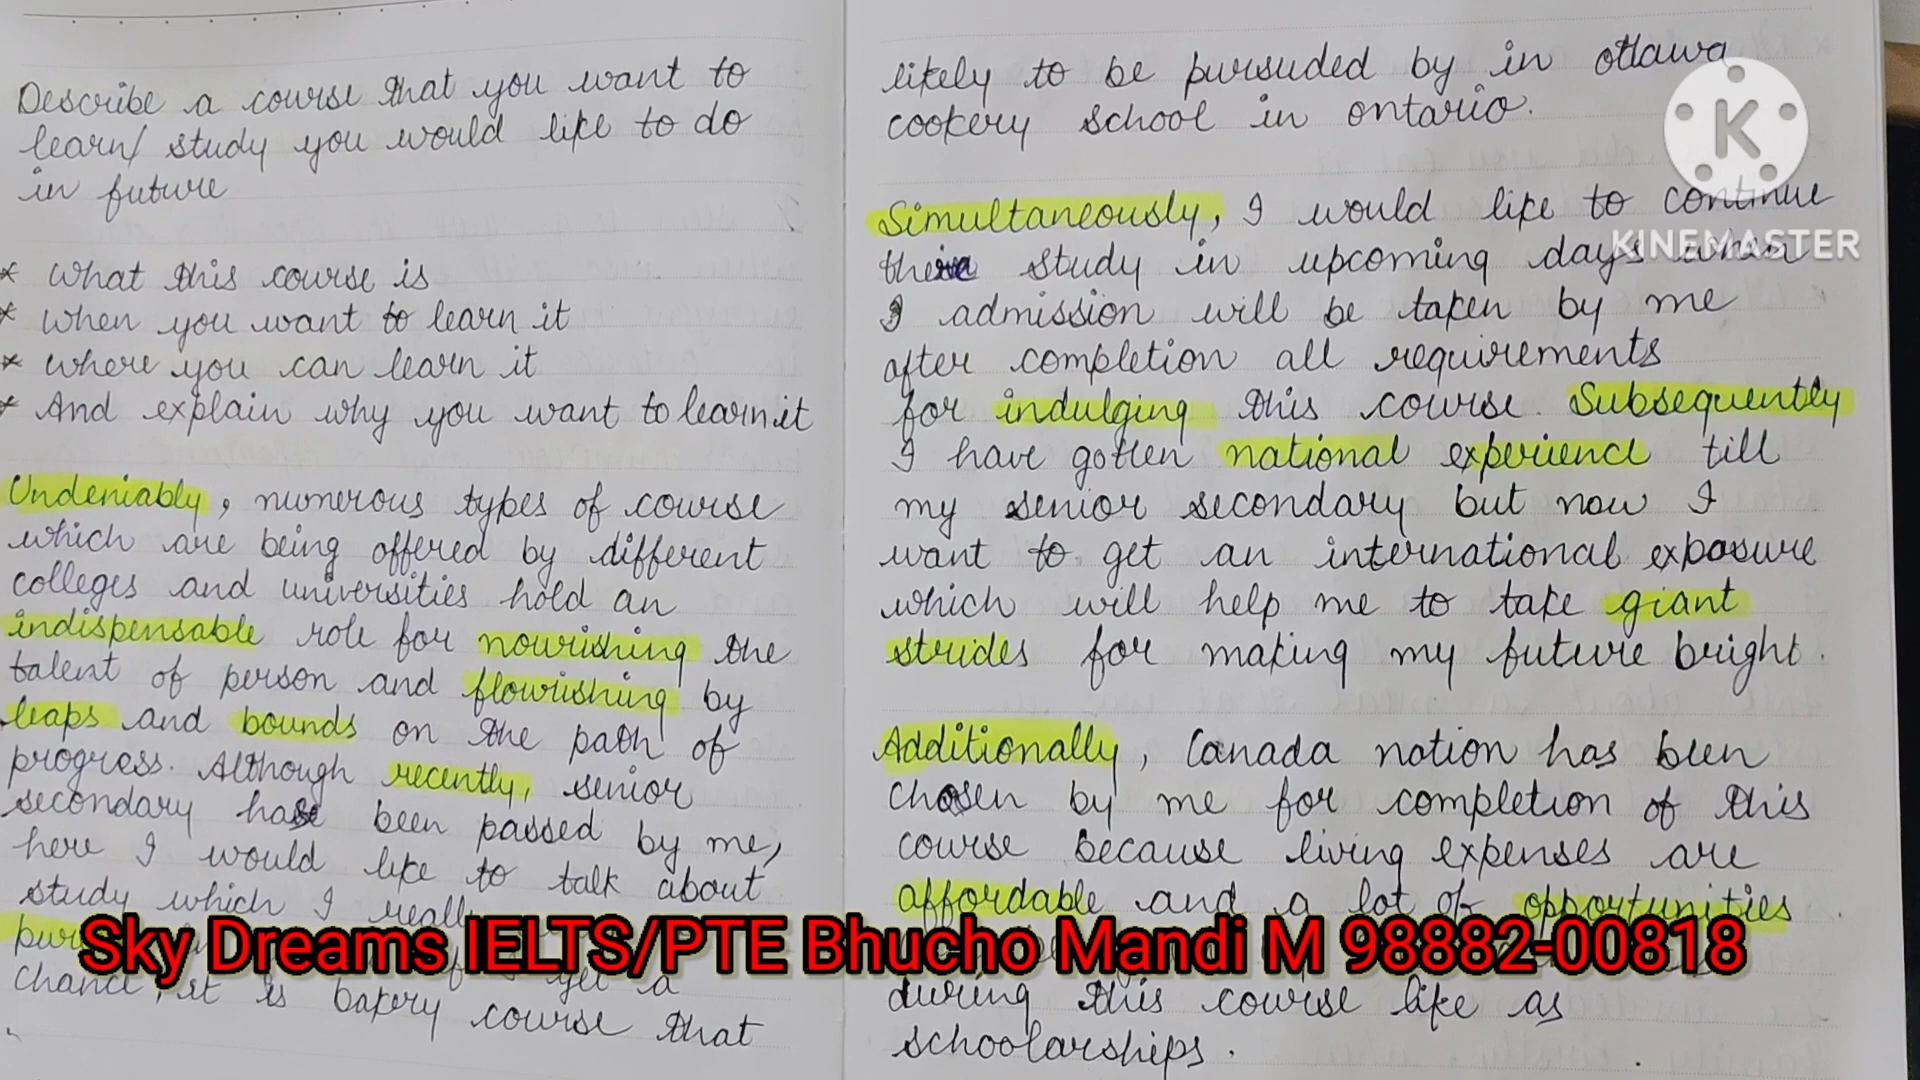 Describe a course that you want to
learn/ study you would like to do
in future
* What this course is
* When you want to learn it
* Where you can learn it
* And explain why you want to learn it
Undeniably, numerous types of course
which are being offered by different
colleges and universities hold an
indispensable role for nourishing the
talent of person and flourishing by
leaps and bounds on the path of
progress. Although recently, senior
secondary has been passed by me,
here I would like to talk about
study which I really
chance, it is bakery course that
likely to be pursuded by in ottawa
cookery school in ontario.
Simultaneously, I would like to continue
this study in upcoming days when
admission will be taken by me
after completion all requirements
for indulging this course. Subsequently
I have gotten national experience till
my senior secondary but now I
want to get an international exposure
which will help me to take giant
strides for making my future bright.
Additionally, Canada nation has been
chosen by me for completion of this
course because living expenses are
affordable and a lot of opportunities
during this course like as
schoolarships.
K
KINEMASTER
Sky Dreams IELTS/PTE Bhucho Mandi M 98882-00818